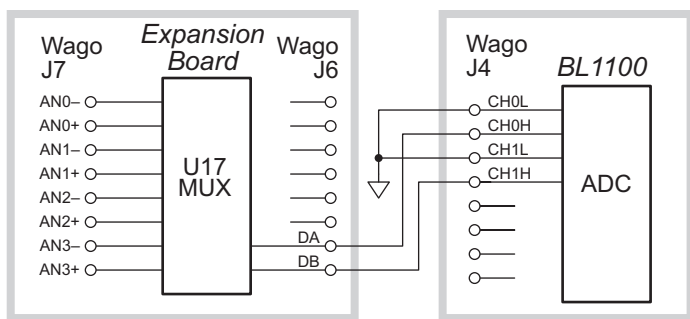 Wago
J7
Expansion
Board
Wago
J6
AN0–
AN0+
AN1–
AN1+
AN2–
AN2+
AN3–
AN3+
U17
MUX
DA
DB
Wago
J4
BL1100
CH0L
CH0H
CH1L
CH1H
ADC